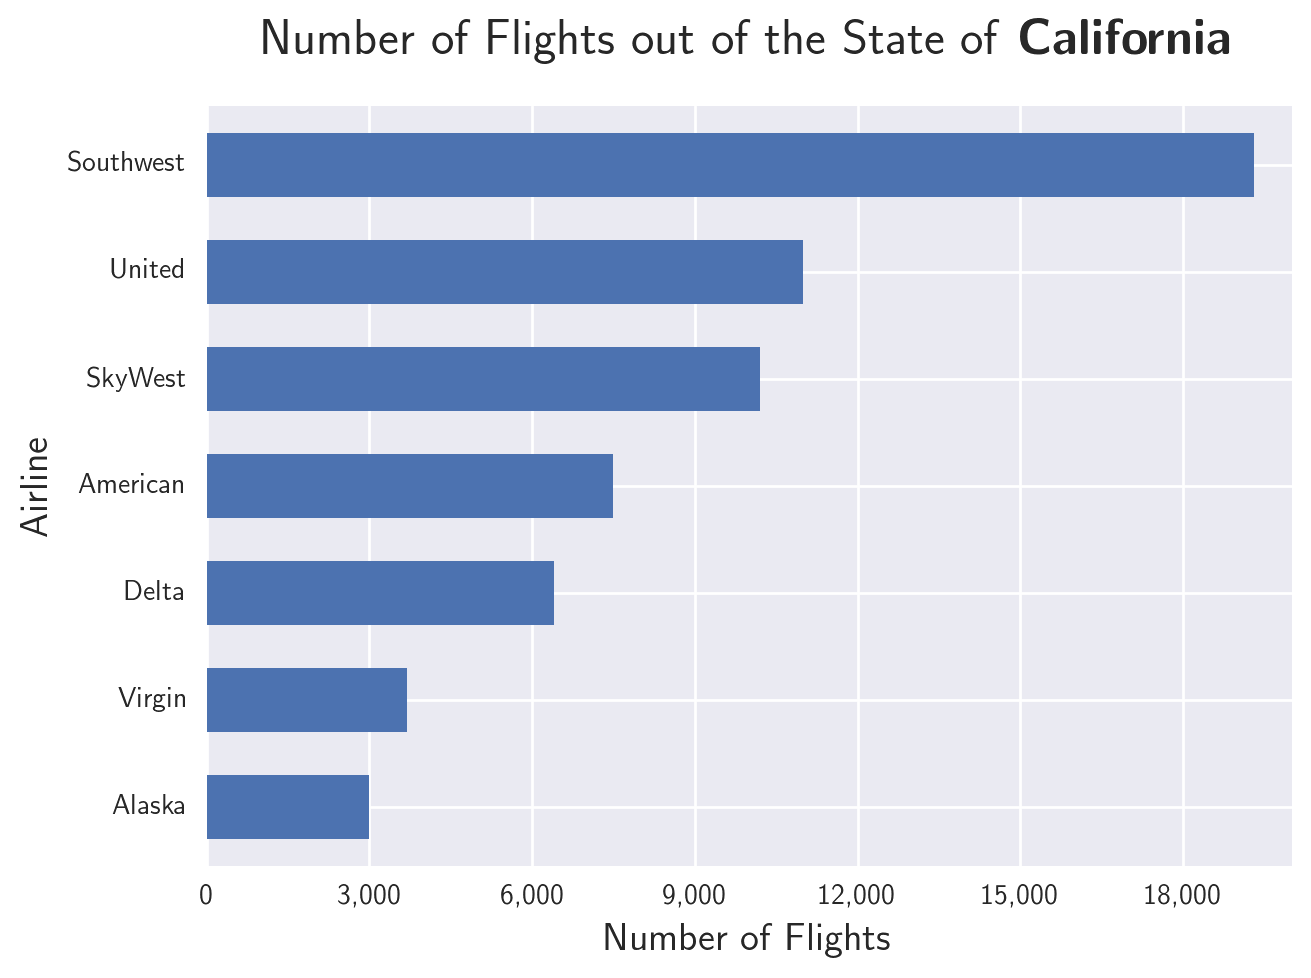 Number of Flights out of the State of California
Southwest
United
SkyWest
American
Delta
Virgin
Alaska
Airline
0 3,000 6,000 9,000 12,000 15,000 18,000
Number of Flights